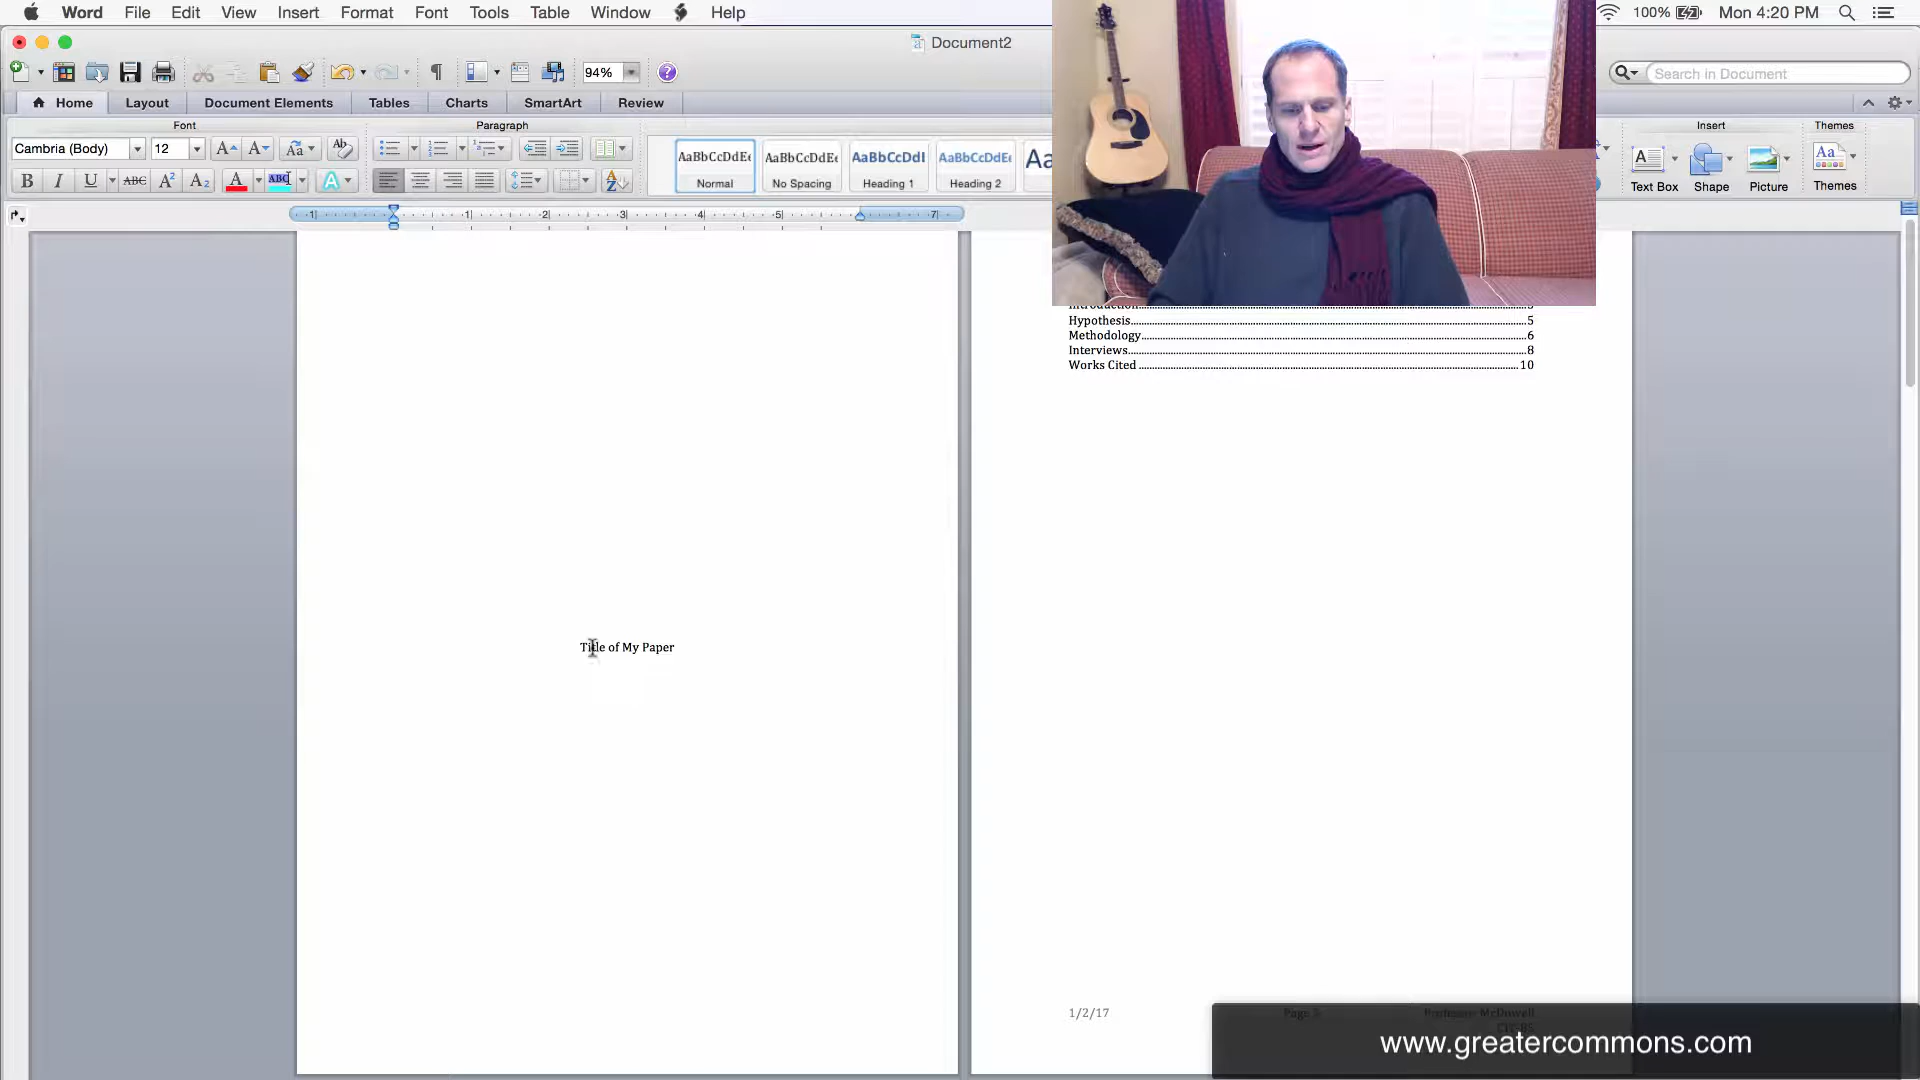 Word File Edit View Insert Format Font Tools Table Window Help
100% Mon 4:20 PM
Document2
94%
Search in Document
Home Layout Document Elements Tables Charts SmartArt Review
Font Paragraph Insert Themes
Cambria (Body) 12
AaBbCcDdEe AaBbCcDdEe AaBbCcDdI AaBbCcDdEe
Normal No Spacing Heading 1 Heading 2
Text Box Shape Picture Themes
Hypothesis 5
Methodology 6
Interviews 8
Works Cited 10
Title of My Paper
1/2/17 Page Professor McDowell
www.greatercommons.com